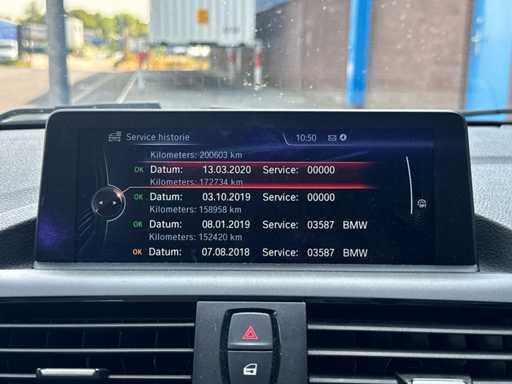 Service historie 10:50
Kilometers: 200603 km
OK Datum: 13.03.2020 Service: 00000
Kilometers: 172734 km
OK Datum: 03.10.2019 Service: 00000
Kilometers: 158958 km
OK Datum: 08.01.2019 Service: 03587 BMW
Kilometers: 152420 km
OK Datum: 07.08.2018 Service: 03587 BMW